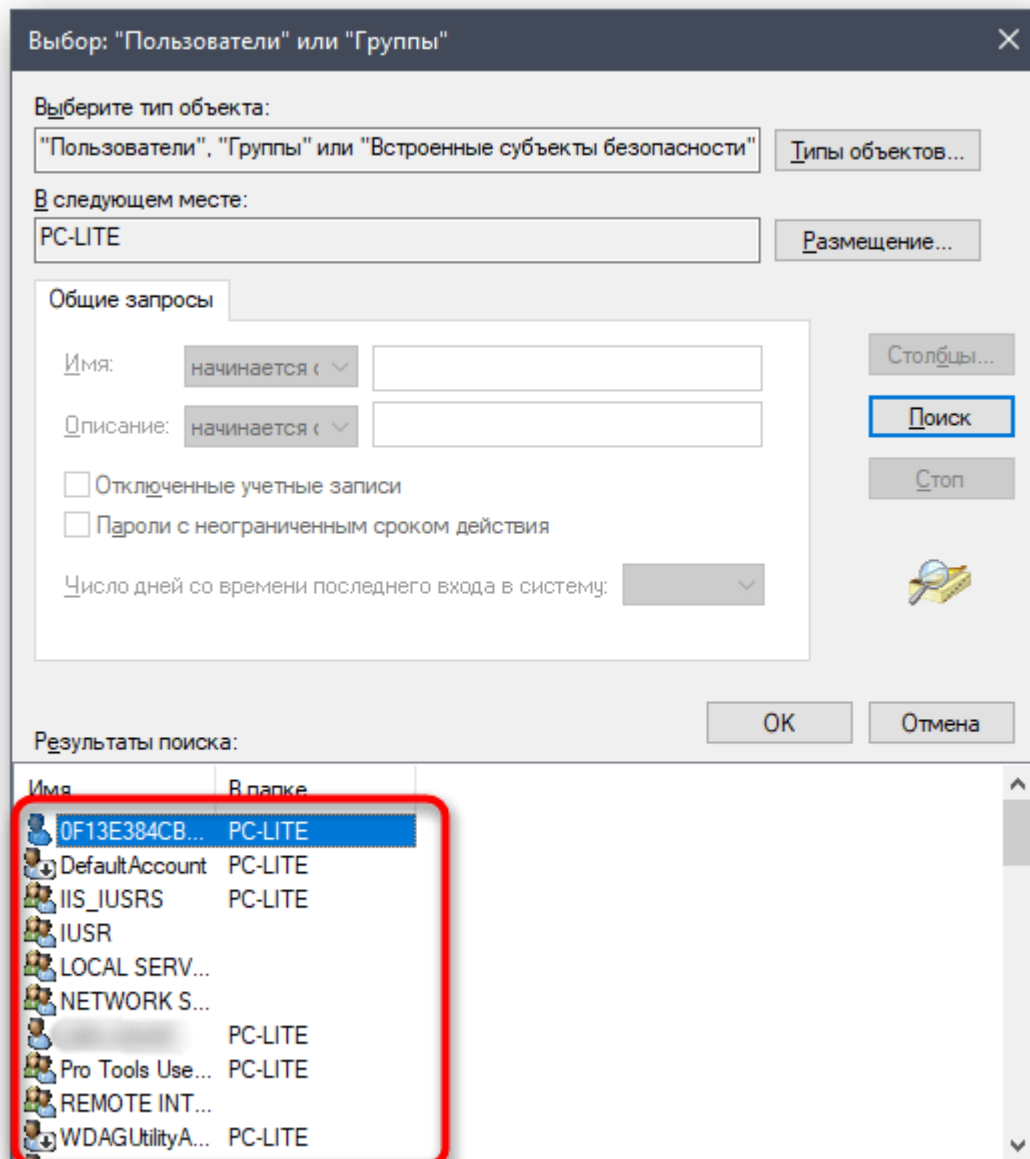 Выбор: "Пользователи" или "Группы"
Выберите тип объекта:
"Пользователи", "Группы" или "Встроенные субъекты безопасности"
Типы объектов...
В следующем месте:
PC-LITE
Размещение...
Общие запросы
Имя:
начинается с
Столбцы...
Описание:
начинается с
Поиск
Отключенные учетные записи
Стоп
Пароли с неограниченным сроком действия
Число дней со времени последнего входа в систему:
OK
Отмена
Результаты поиска:
Имя В папке
0F13E384CB... PC-LITE
DefaultAccount PC-LITE
IIS_IUSRS PC-LITE
IUSR
LOCAL SERV...
NETWORK S...
PC-LITE
Pro Tools Use... PC-LITE
REMOTE INT...
WDAGUtilityA... PC-LITE